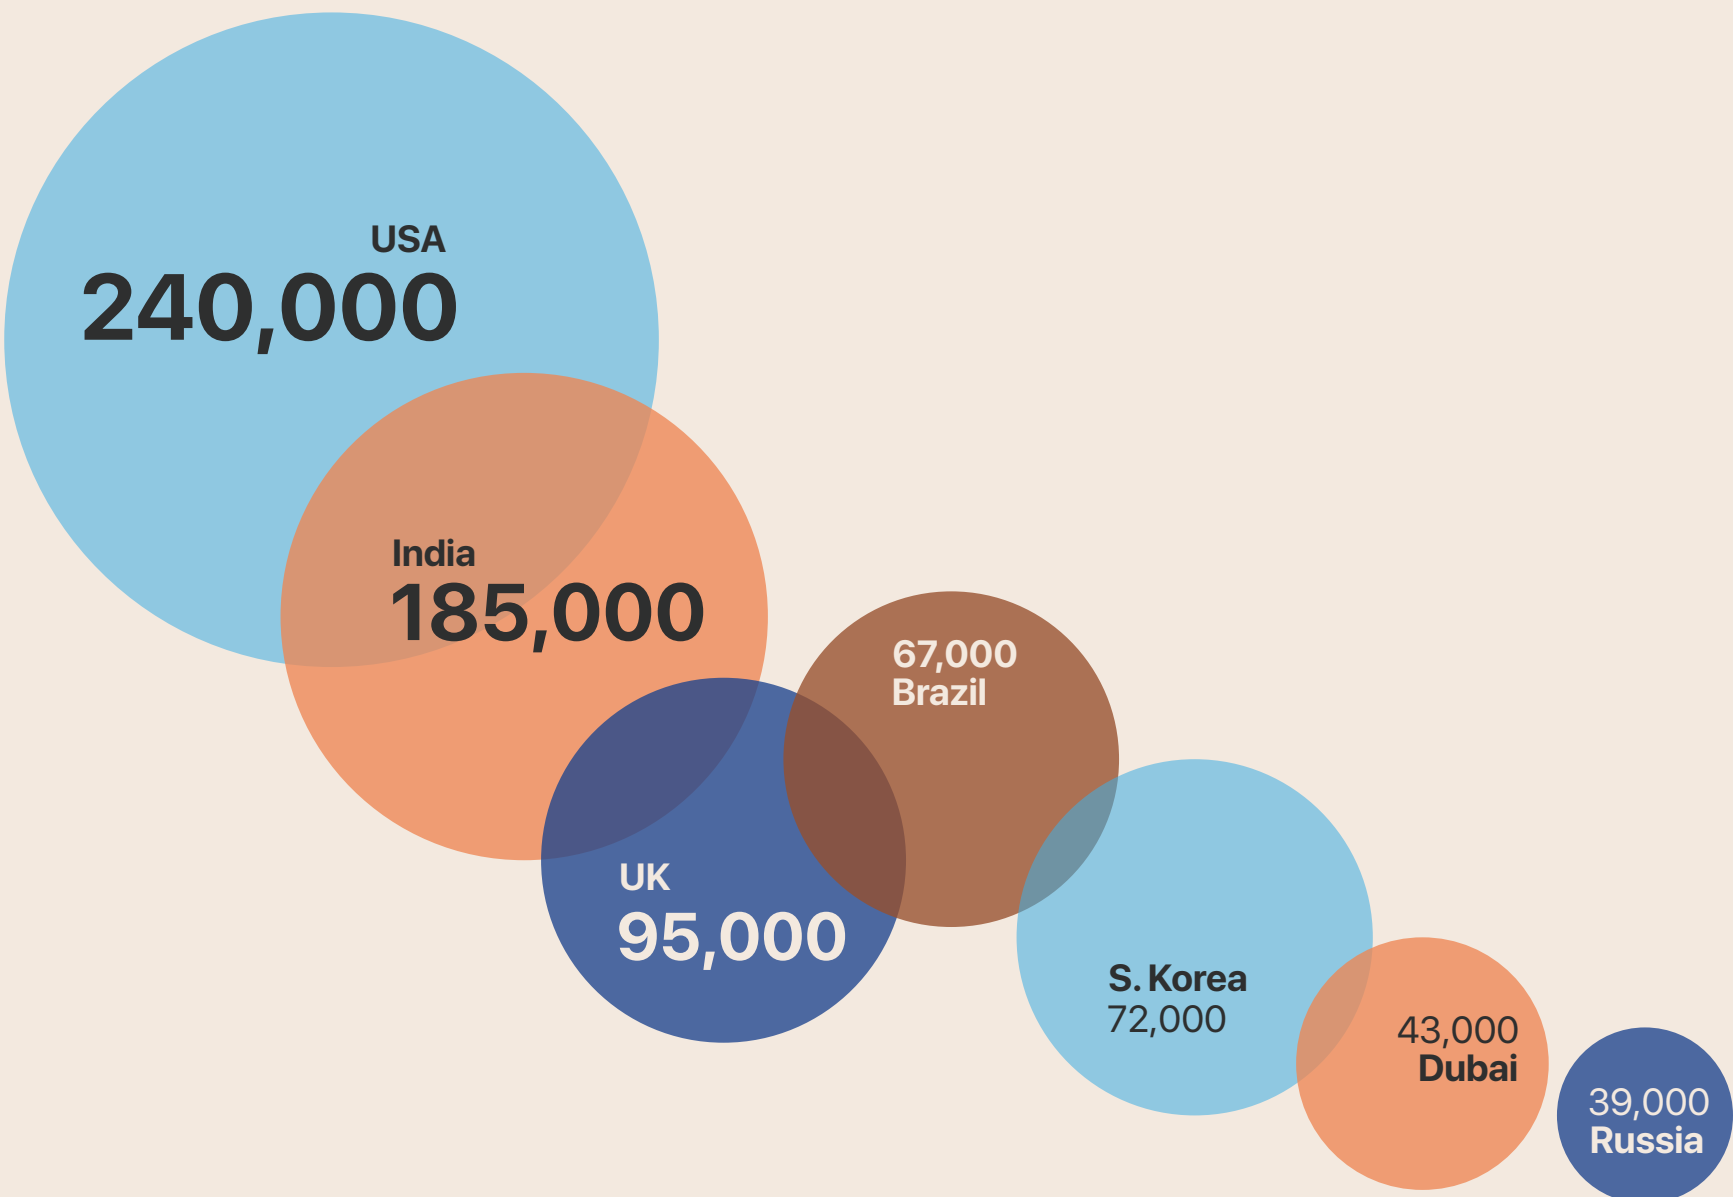 USA
240,000
India
185,000
67,000
Brazil
UK
95,000
S. Korea
72,000
43,000
Dubai
39,000
Russia